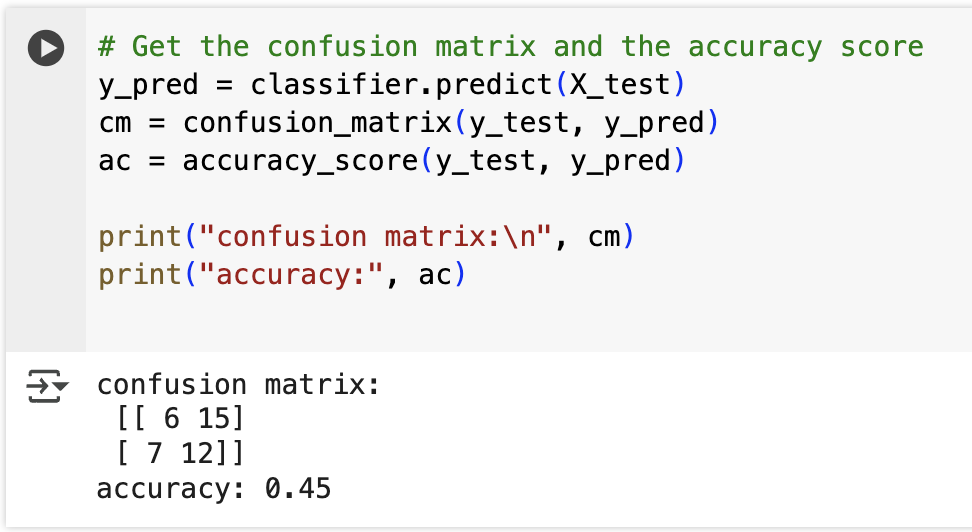 # Get the confusion matrix and the accuracy score
y_pred = classifier.predict(X_test)
cm = confusion_matrix(y_test, y_pred)
ac = accuracy_score(y_test, y_pred)
print("confusion matrix:\n", cm)
print("accuracy:", ac)
confusion matrix:
 [[ 6 15]
 [ 7 12]]
accuracy: 0.45